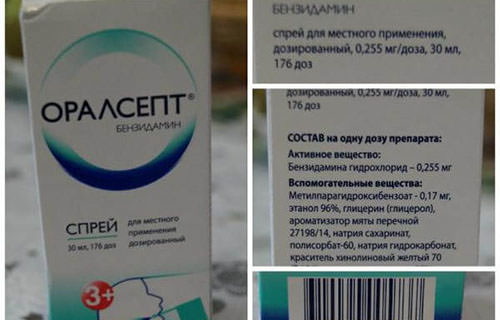 ОРАЛСЕПТ®
БЕНЗИДАМИН
СПРЕЙ
для местного
применения
дозированный
30 мл, 176 доз
3+
БЕНЗИДАМИН
спрей для местного применения,
дозированный, 0,255 мг/доза, 30 мл,
176 доз
дозированный, 0,255 мг/доза, 30 мл,
176 доз
СОСТАВ на одну дозу препарата:
Активное вещество:
Бензидамина гидрохлорид – 0,255 мг
Вспомогательные вещества:
Метилпарагидроксибензоат - 0,17 мг,
этанол 96%, глицерин (глицерол),
ароматизатор мяты перечной
27198/14, натрия сахаринат,
полисорбат-60, натрия гидрокарбонат,
краситель хинолиновый желтый 70